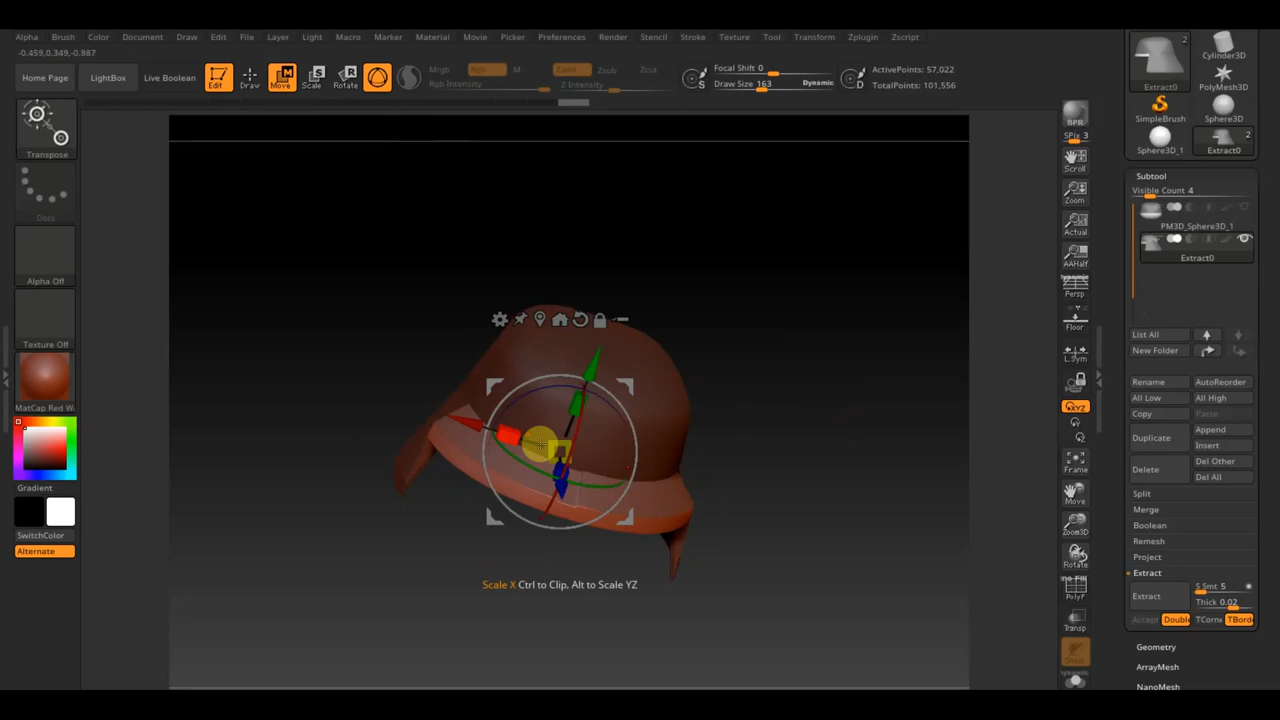 Alpha Brush Color Document Draw Edit File Layer Light Macro Marker Material Movie Picker Preferences Render Stencil Stroke Texture Tool Transform Zplugin Zscript
-0.459,0.349,-0.987
Home Page LightBox Live Boolean Edit Draw Move Scale Rotate
Mrgb Rgb M Zadd Zsub Zcut
Rgb Intensity Z Intensity
Focal Shift 0
Draw Size 163 Dynamic
ActivePoints: 57,022
TotalPoints: 101,556
Transpose
Dots
Alpha Off
Texture Off
MatCap Red Wa
Gradient
SwitchColor
Alternate
Scale X Ctrl to Clip, Alt to Scale YZ
BPR
SPix 3
Scroll
Zoom
Actual
AAHalf
Dynamic
Persp
Floor
L.Sym
XYZ
Frame
Move
Zoom3D
Rotate
PolyF
Transp
Ghost
2
Extract0
Cylinder3D
PolyMesh3D
SimpleBrush
Sphere3D
Sphere3D_1
2
Extract0
Subtool
Visible Count 4
PM3D_Sphere3D_1
Extract0
List All
New Folder
Rename AutoReorder
All Low All High
Copy Paste
Duplicate Append
Insert
Delete Del Other
Del All
Split
Merge
Boolean
Remesh
Project
Extract
Extract S Smt 5
Thick 0.02
Accept Double TCorne TBorde
Geometry
ArrayMesh
NanoMesh